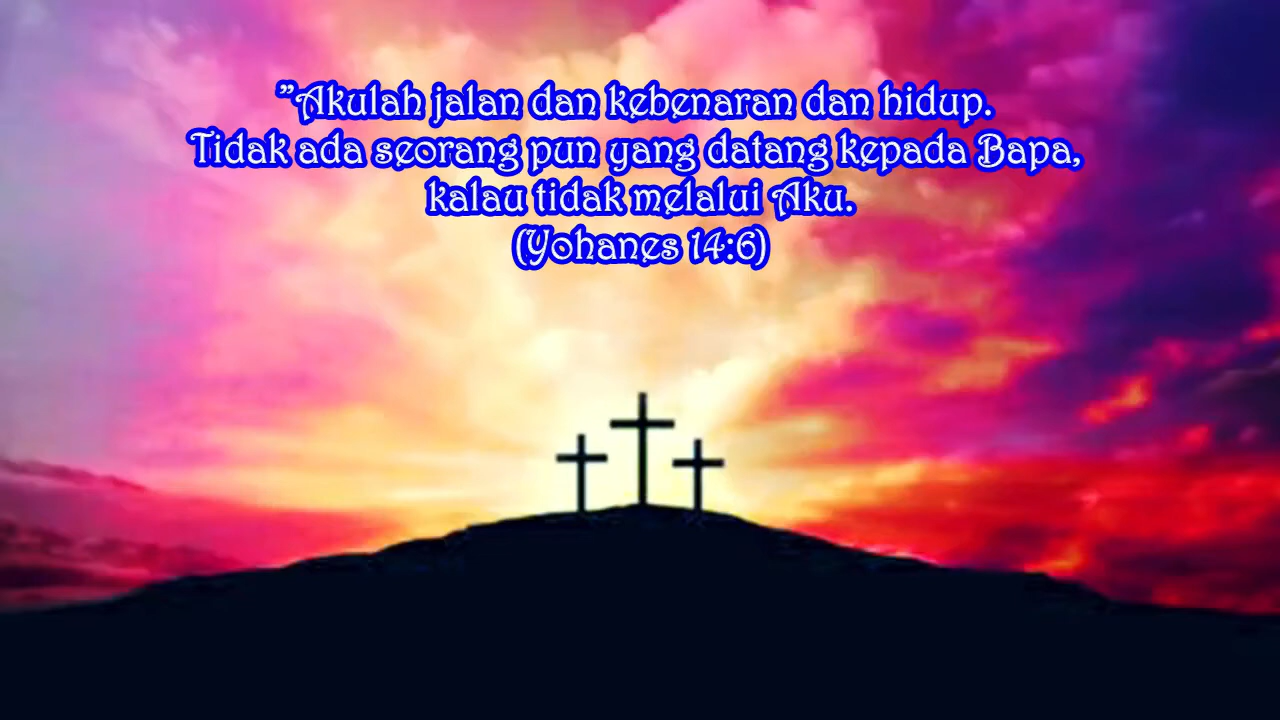 "Akulah jalan dan kebenaran dan hidup.
Tidak ada seorang pun yang datang kepada Bapa,
kalau tidak melalui Aku.
(Yohanes 14:6)